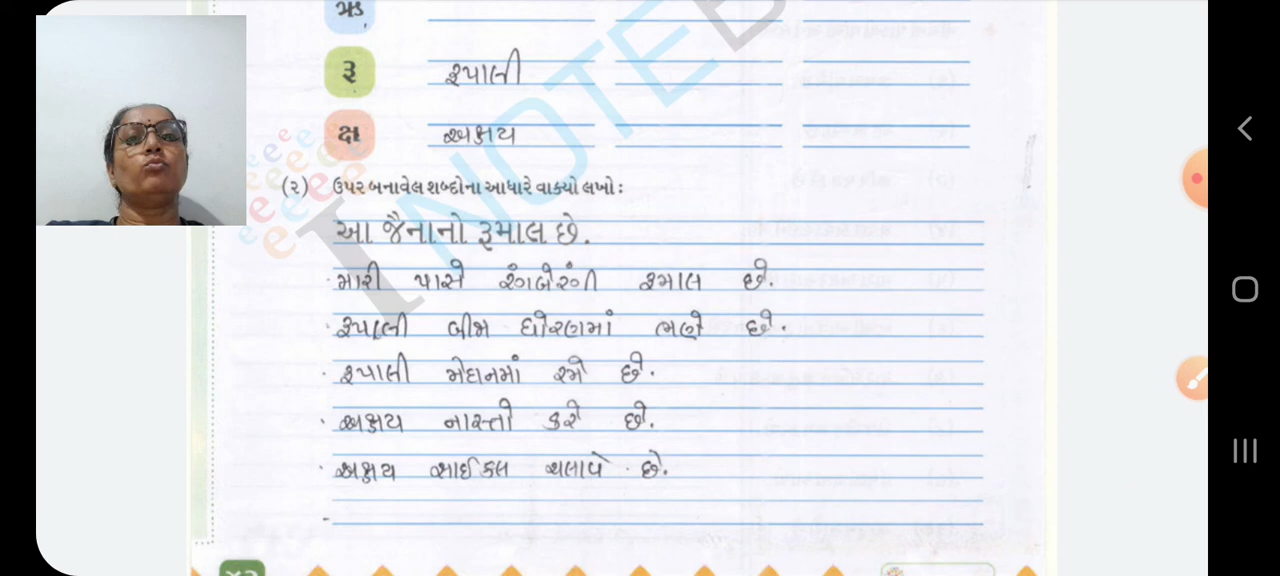 રૂ રૂપાલી
ક્ષ અક્ષય
(૨) ઉપર બનાવેલ શબ્દોના આધારે વાક્યો લખો :
આ જૈનાનો રૂમાલ છે.
મારી પાસે રંગબેરંગી રૂમાલ છે.
રૂપાલી બીજા ધોરણમાં ભણે છે.
રૂપાલી મેદાનમાં રમે છે.
અક્ષય નાસ્તો કરે છે.
અક્ષય સાઈકલ ચલાવે છે.